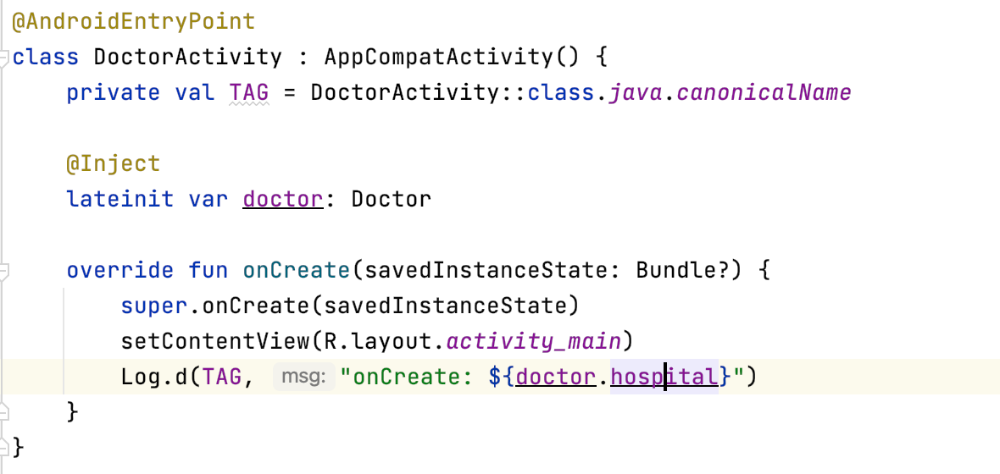 @AndroidEntryPoint
class DoctorActivity : AppCompatActivity() {
    private val TAG = DoctorActivity::class.java.canonicalName
    @Inject
    lateinit var doctor: Doctor
    override fun onCreate(savedInstanceState: Bundle?) {
        super.onCreate(savedInstanceState)
        setContentView(R.layout.activity_main)
        Log.d(TAG, msg: "onCreate: ${doctor.hospital}")
    }
}